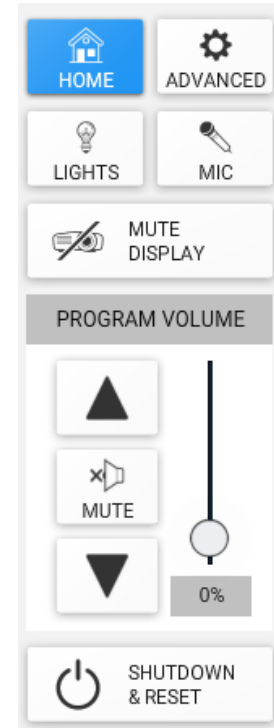 HOME
ADVANCED
LIGHTS
MIC
MUTE
DISPLAY
PROGRAM VOLUME
MUTE
0%
SHUTDOWN
& RESET